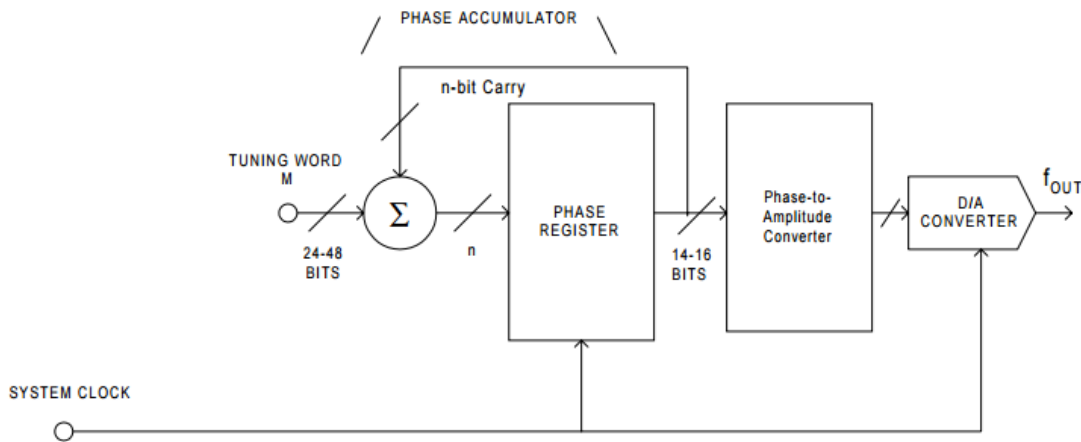 PHASE ACCUMULATOR
n-bit Carry
TUNING WORD
M
Σ
24-48
BITS
n
PHASE
REGISTER
14-16
BITS
Phase-to-
Amplitude
Converter
D/A
CONVERTER
fOUT
SYSTEM CLOCK